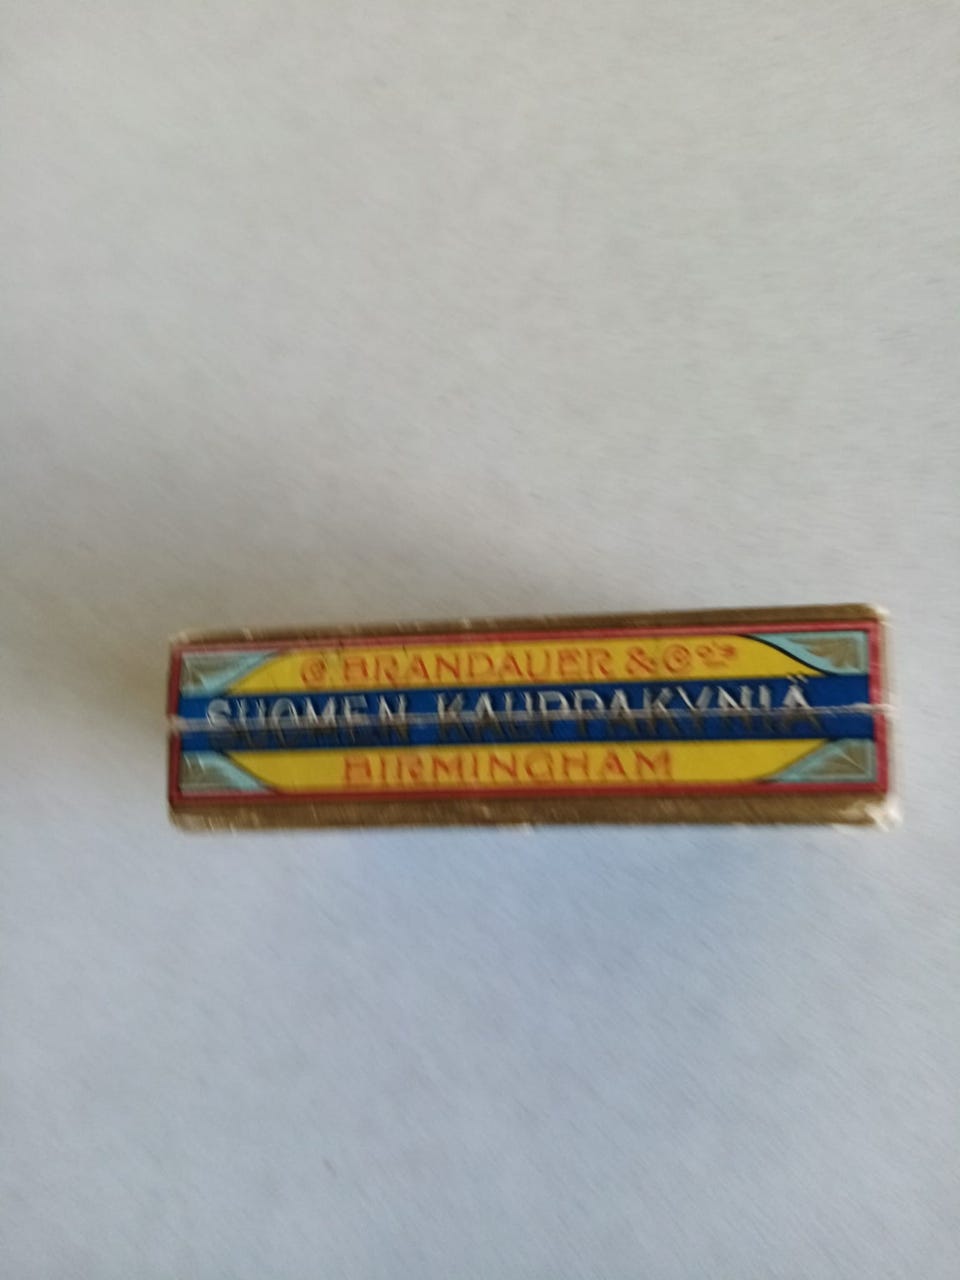 C. BRANDAUER & Co's
SUOMEN KAUPPAKYNIÄ
BIRMINGHAM